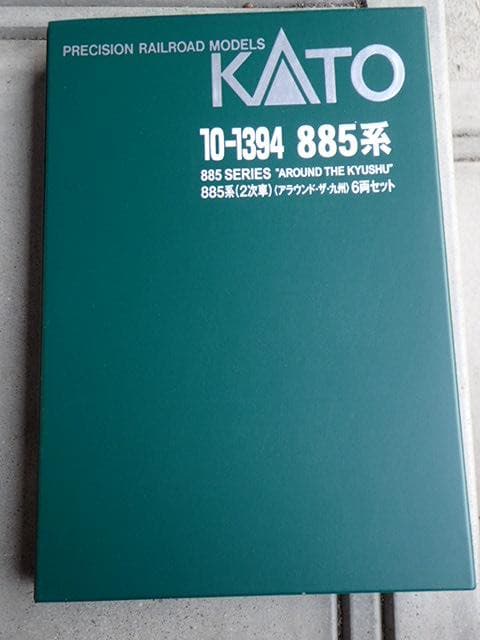 PRECISION RAILROAD MODELS
KATO
10-1394 885系
885 SERIES "AROUND THE KYUSHU"
885系(2次車)〈アラウンド・ザ・九州〉6両セット